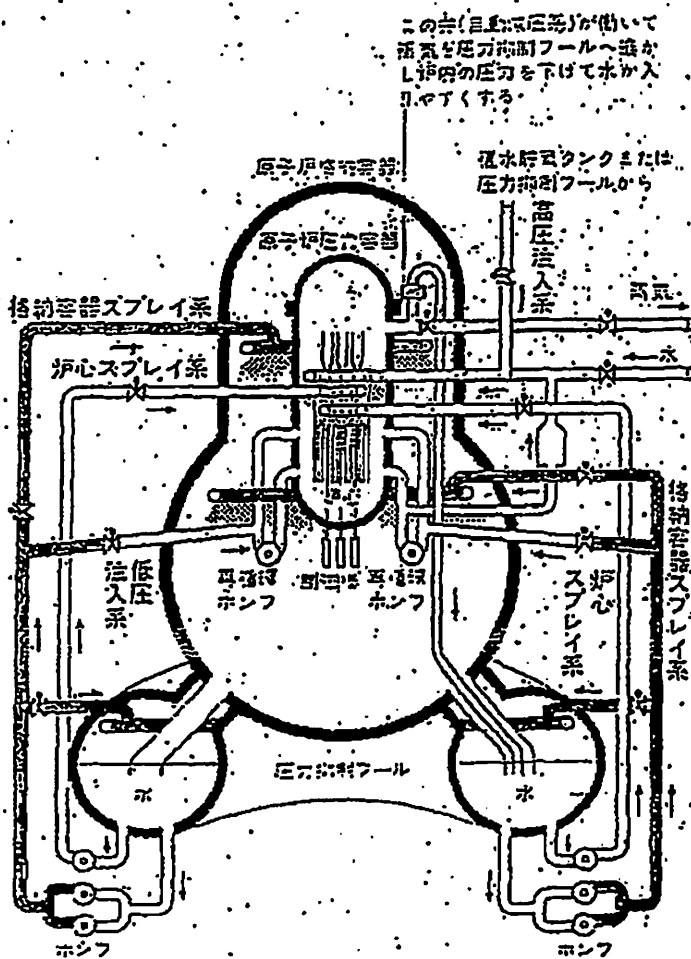 この系(自動減圧系)が働いて
蒸気を圧力抑制プールへ導か
し炉内の圧力を下げて水が入
りやすくする
復水貯蔵タンクまたは
圧力抑制プールから
原子炉格納容器
高圧注入系
原子炉圧力容器
蒸気
格納容器スプレイ系
水
炉心スプレイ系
格納容器スプレイ系
低圧
注入系
再循環
ポンプ
制御棒
再循環
ポンプ
炉心
スプレイ系
圧力抑制プール
水
水
ポンプ
ポンプ